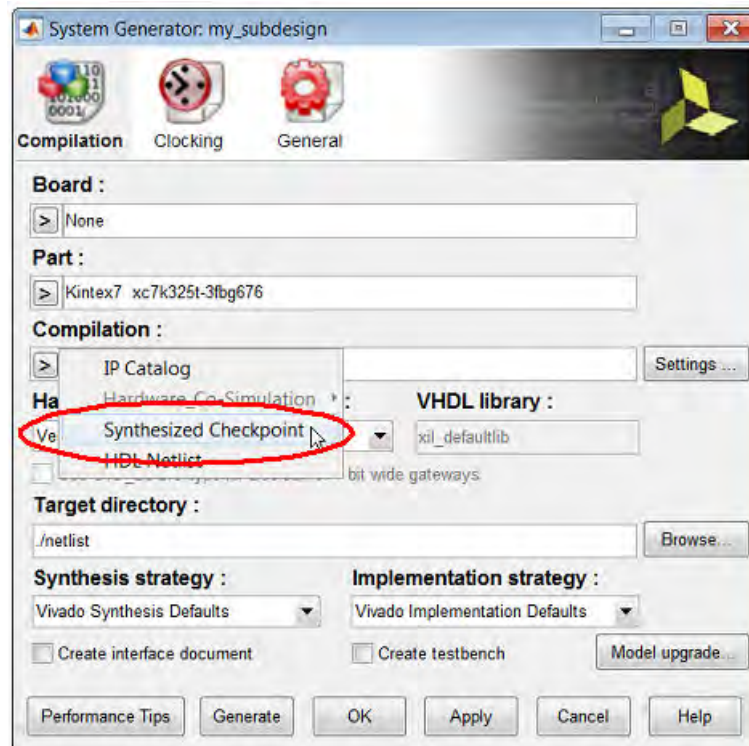 System Generator: my_subdesign
Compilation Clocking General
Board :
> None
Part :
> Kintex7 xc7k325t-3fbg676
Compilation :
>
IP Catalog
Settings ...
Ha
Hardware Co-Simulation
:
VHDL library :
Ve
Synthesized Checkpoint
xil_defaultlib
HDL Netlist
bit wide gateways
Target directory :
./netlist
Browse...
Synthesis strategy : Implementation strategy :
Vivado Synthesis Defaults Vivado Implementation Defaults
Create interface document Create testbench Model upgrade...
Performance Tips Generate OK Apply Cancel Help